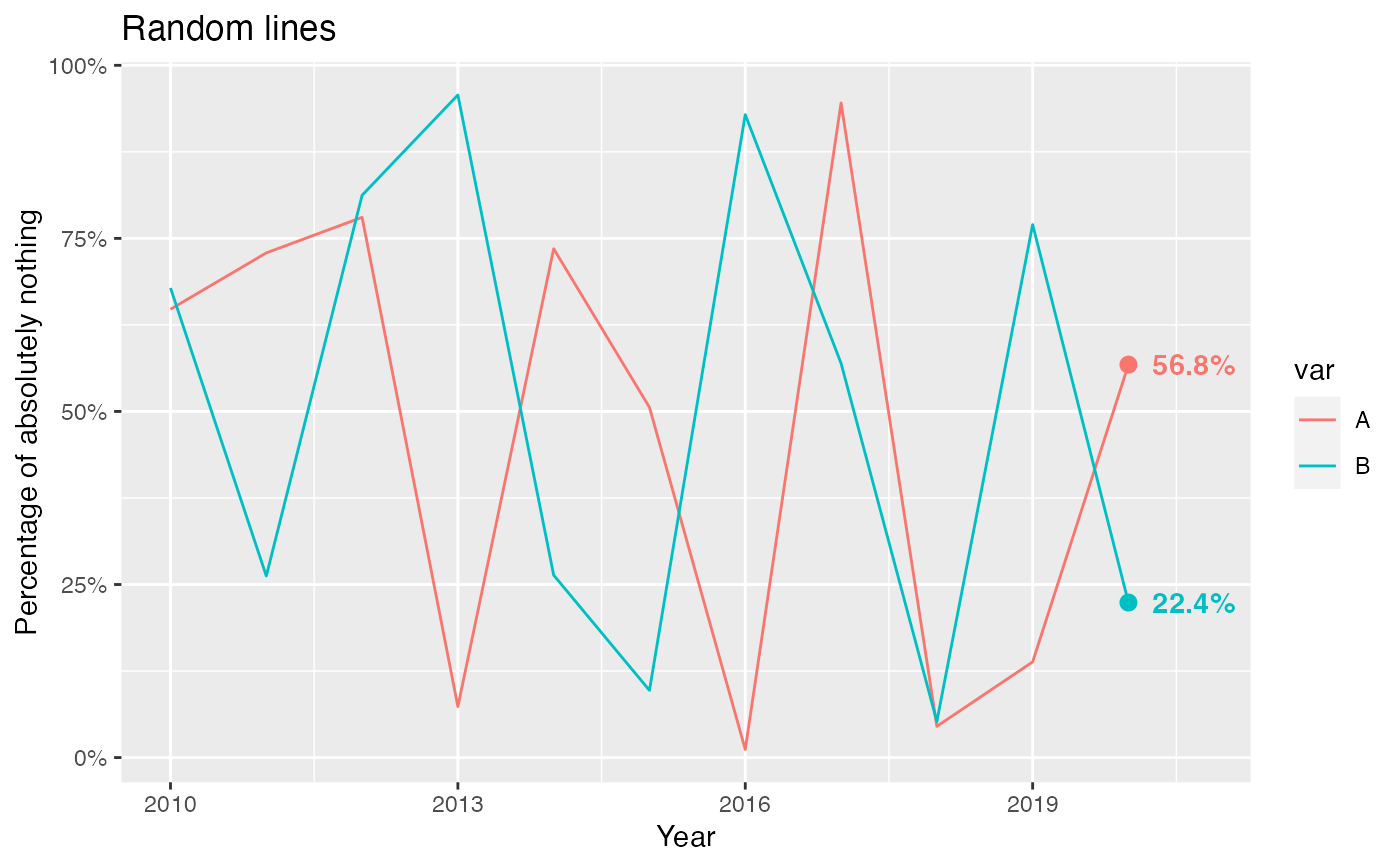 Random lines
Percentage of absolutely nothing
100%
75%
50%
25%
0%
56.8%
22.4%
2010
2013
2016
2019
Year
var
A
B